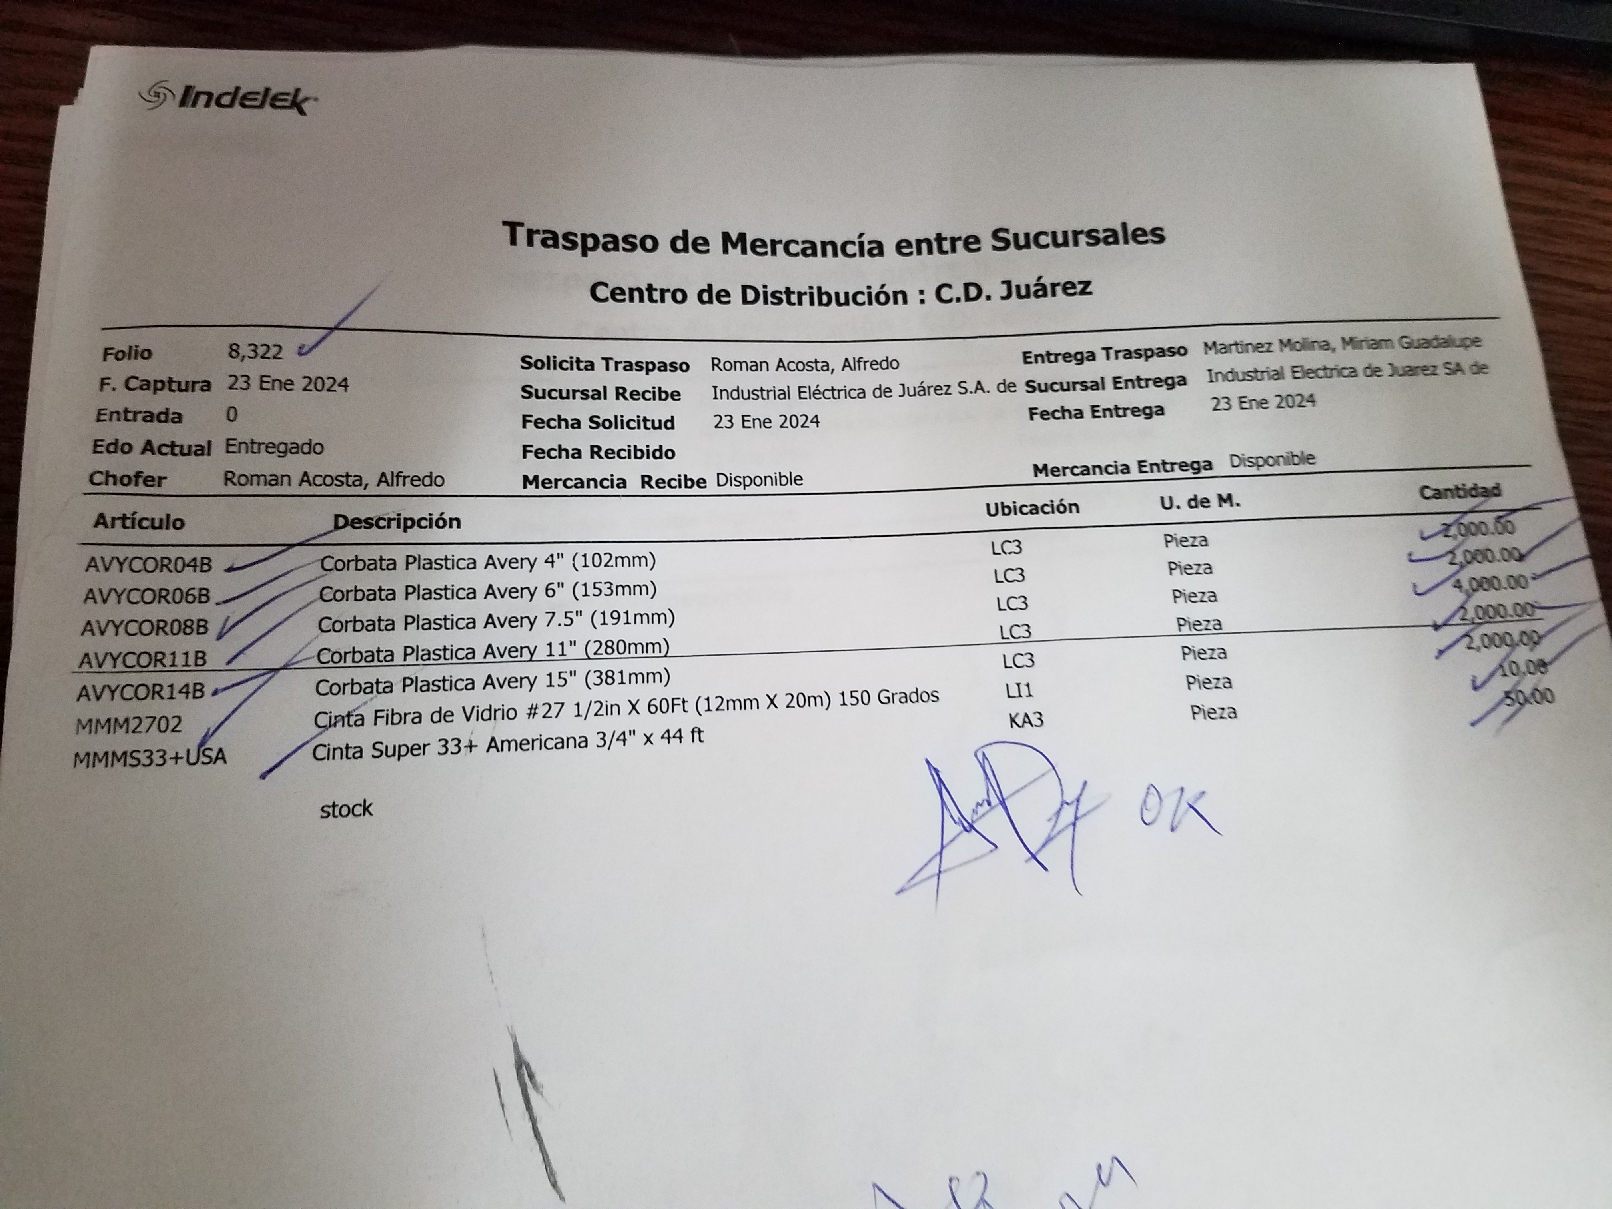 Indelek
Traspaso de Mercancía entre Sucursales
Centro de Distribución : C.D. Juárez
Folio 8,322 Solicita Traspaso Roman Acosta, Alfredo Entrega Traspaso Martinez Molina, Miriam Guadalupe
F. Captura 23 Ene 2024 Sucursal Recibe Industrial Eléctrica de Juárez S.A. de Sucursal Entrega Industrial Electrica de Juarez SA de
Entrada 0 Fecha Solicitud 23 Ene 2024 Fecha Entrega 23 Ene 2024
Edo Actual Entregado Fecha Recibido
Chofer Roman Acosta, Alfredo Mercancia Recibe Disponible Mercancia Entrega Disponible
Artículo Descripción Ubicación U. de M. Cantidad
AVYCOR04B Corbata Plastica Avery 4" (102mm) LC3 Pieza 2,000.00
AVYCOR06B Corbata Plastica Avery 6" (153mm) LC3 Pieza 2,000.00
AVYCOR08B Corbata Plastica Avery 7.5" (191mm) LC3 Pieza 4,000.00
AVYCOR11B Corbata Plastica Avery 11" (280mm) LC3 Pieza 2,000.00
AVYCOR14B Corbata Plastica Avery 15" (381mm) LC3 Pieza 2,000.00
MMM2702 Cinta Fibra de Vidrio #27 1/2in X 60Ft (12mm X 20m) 150 Grados LI1 Pieza 10.00
MMMS33+USA Cinta Super 33+ Americana 3/4" x 44 ft KA3 Pieza 50.00
stock
OK